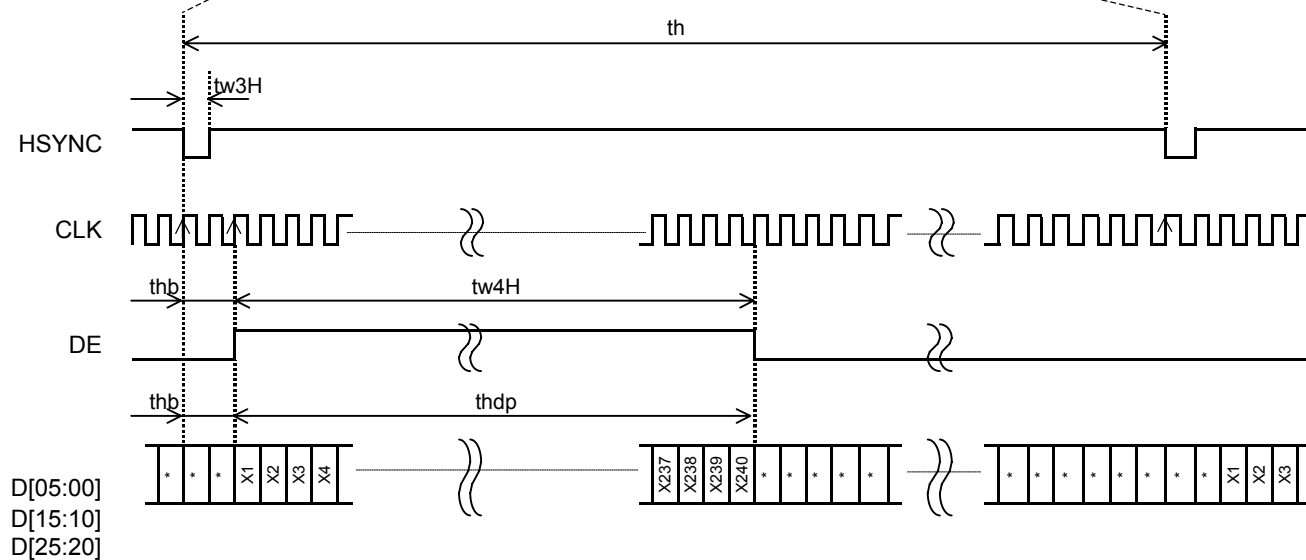 th
tw3H
HSYNC
CLK
thb tw4H
DE
thb thdp
* * * X1 X2 X3 X4 X237 X238 X239 X240 * * * * * * * * * * * * * X1 X2 X3
D[05:00]
D[15:10]
D[25:20]